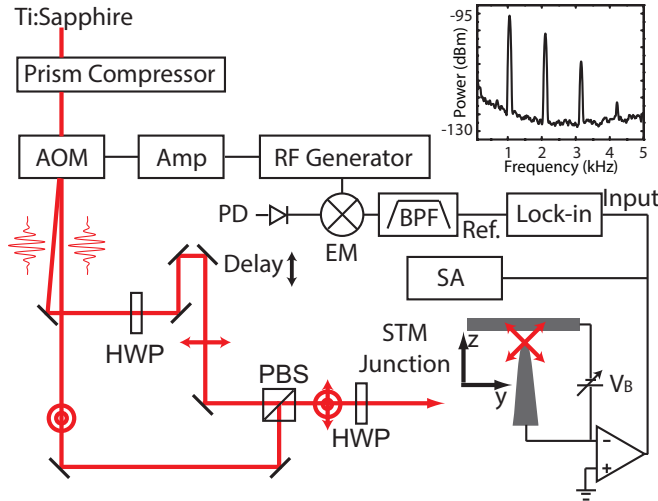 Ti:Sapphire
Prism Compressor
AOM
Amp
RF Generator
PD
EM
BPF
Ref.
Lock-in
Input
SA
Delay
HWP
PBS
HWP
STM
Junction
z
y
VB
-
+
-95
-130
Power (dBm)
1 2 3 4 5
Frequency (kHz)